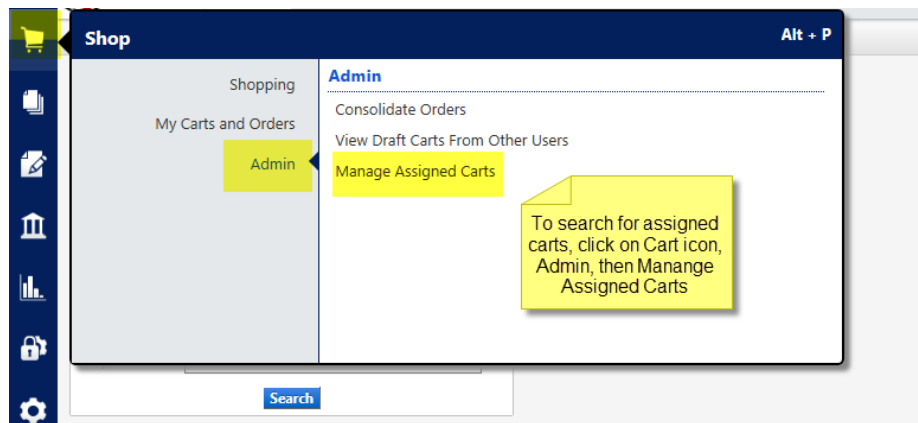 Shop
Alt + P
Shopping
My Carts and Orders
Admin
Admin
Consolidate Orders
View Draft Carts From Other Users
Manage Assigned Carts
To search for assigned
carts, click on Cart icon,
Admin, then Manange
Assigned Carts
Search